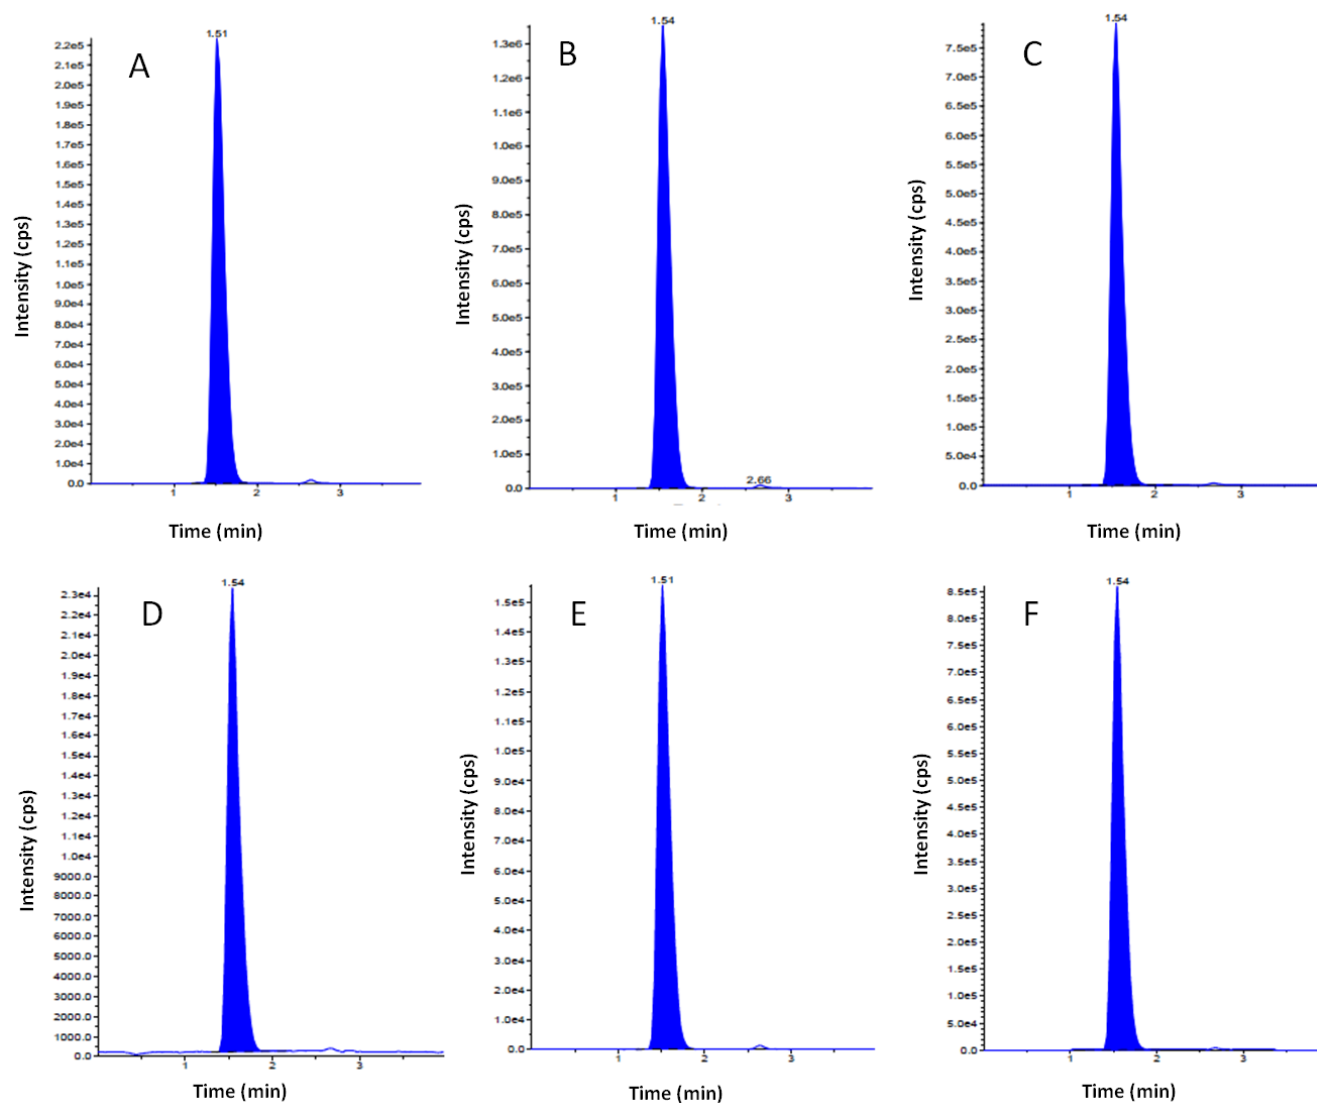 1.51
A
2.2e5
2.1e5
2.0e5
1.9e5
1.8e5
1.7e5
1.6e5
1.5e5
1.4e5
1.3e5
1.2e5
1.1e5
1.0e5
9.0e4
8.0e4
7.0e4
6.0e4
5.0e4
4.0e4
3.0e4
2.0e4
1.0e4
0.0
Intensity (cps)
1 2 3
Time (min)
1.54
B
1.3e6
1.2e6
1.1e6
1.0e6
9.0e5
8.0e5
7.0e5
6.0e5
5.0e5
4.0e5
3.0e5
2.0e5
1.0e5
0.0
2.66
Intensity (cps)
1 2 3
Time (min)
1.54
C
7.5e5
7.0e5
6.5e5
6.0e5
5.5e5
5.0e5
4.5e5
4.0e5
3.5e5
3.0e5
2.5e5
2.0e5
1.5e5
1.0e5
5.0e4
0.0
Intensity (cps)
1 2 3
Time (min)
1.54
D
2.3e4
2.2e4
2.1e4
2.0e4
1.9e4
1.8e4
1.7e4
1.6e4
1.5e4
1.4e4
1.3e4
1.2e4
1.1e4
1.0e4
9000.0
8000.0
7000.0
6000.0
5000.0
4000.0
3000.0
2000.0
1000.0
0.0
Intensity (cps)
1 2 3
Time (min)
1.51
E
1.5e5
1.4e5
1.3e5
1.2e5
1.1e5
1.0e5
9.0e4
8.0e4
7.0e4
6.0e4
5.0e4
4.0e4
3.0e4
2.0e4
1.0e4
0.0
Intensity (cps)
1 2 3
Time (min)
1.54
F
8.5e5
8.0e5
7.5e5
7.0e5
6.5e5
6.0e5
5.5e5
5.0e5
4.5e5
4.0e5
3.5e5
3.0e5
2.5e5
2.0e5
1.5e5
1.0e5
5.0e4
0.0
Intensity (cps)
1 2 3
Time (min)